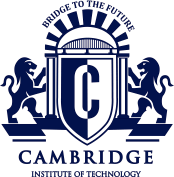 BRIDGE TO THE FUTURE
C
CAMBRIDGE
INSTITUTE OF TECHNOLOGY